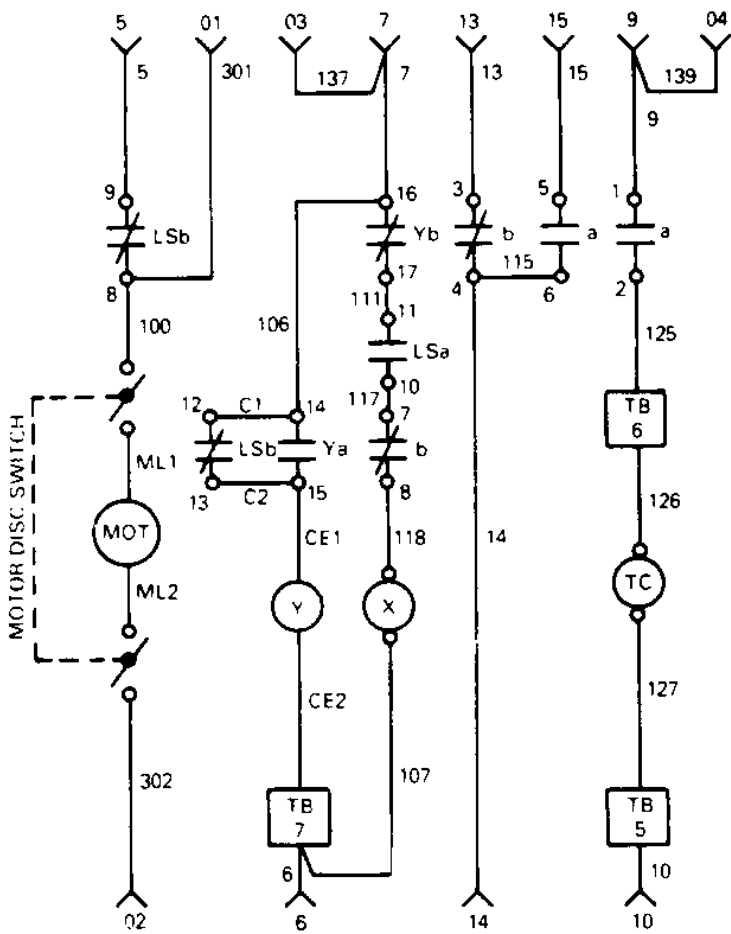 5 01 03 7 13 15 9 04
5 301 137 7 13 15 139
9
9 16 3 5 1
LSb Yb b a a
8 17 4 115 6 2
111
100 106 11 125
LSa
10
12 C1 14 117 7 TB
6
LSb Ya b
13 C2 15 8
ML1 126
MOTOR DISC SWITCH
CE1 118 14
MOT
TC
Y X
ML2
CE2 127
302 107
TB TB
7 5
6 10
02 6 14 10